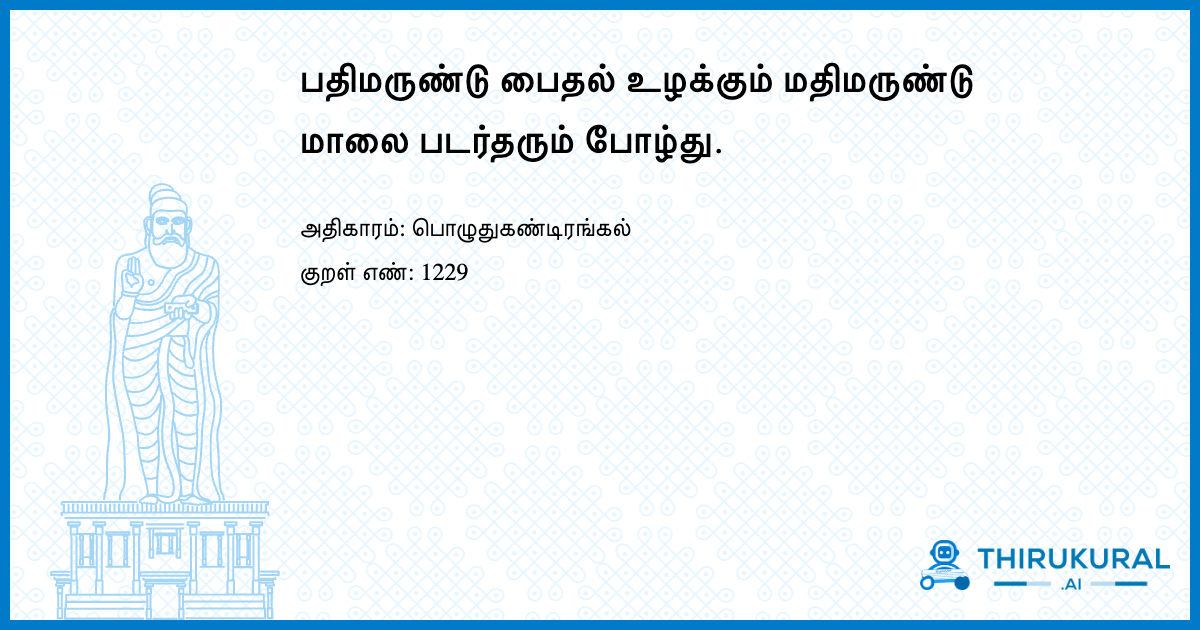 பதிமருண்டு பைதல் உழக்கும் மதிமருண்டு
மாலை படர்தரும் போழ்து.
அதிகாரம்: பொழுதுகண்டிரங்கல்
குறள் எண்: 1229
THIRUKURAL
.AI